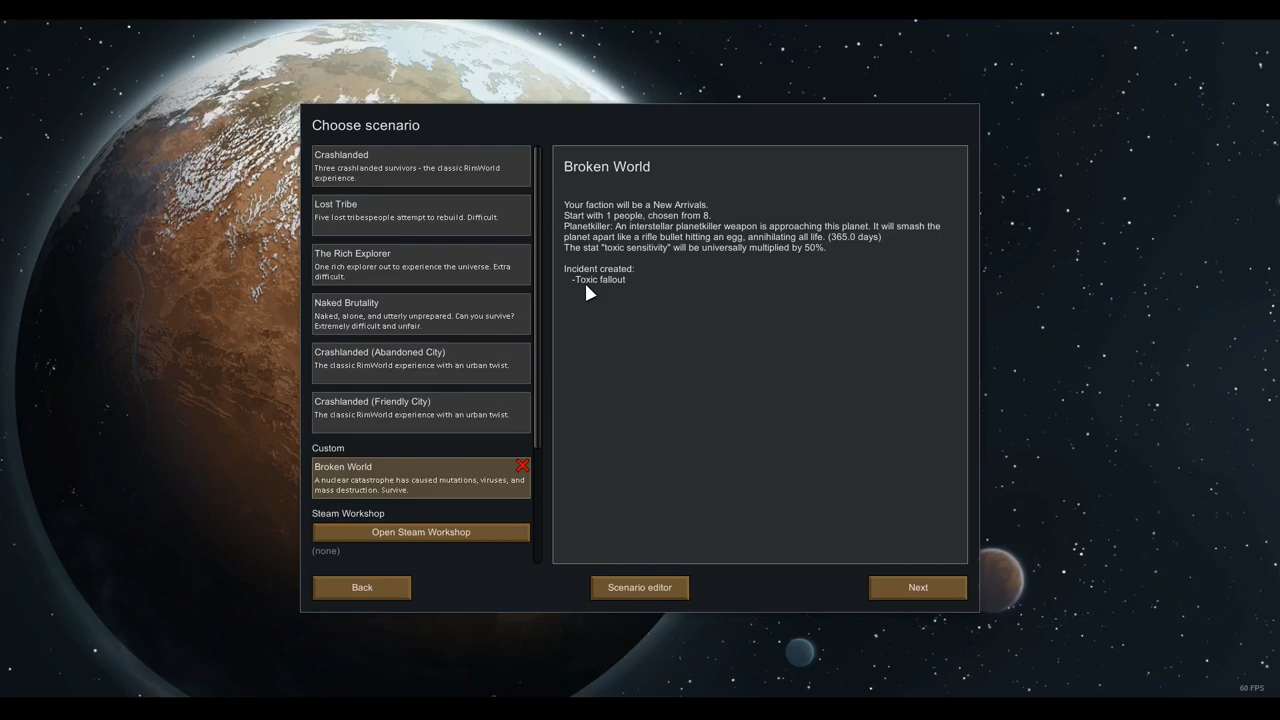 Choose scenario
Crashlanded
Three crashlanded survivors - the classic RimWorld
experience.
Lost Tribe
Five lost tribespeople attempt to rebuild. Difficult.
The Rich Explorer
One rich explorer out to experience the universe. Extra
difficult.
Naked Brutality
Naked, alone, and utterly unprepared. Can you survive?
Extremely difficult and unfair.
Crashlanded (Abandoned City)
The classic RimWorld experience with an urban twist.
Crashlanded (Friendly City)
The classic RimWorld experience with an urban twist.
Custom
Broken World
A nuclear catastrophe has caused mutations, viruses, and
mass destruction. Survive.
Steam Workshop
Open Steam Workshop
(none)
Broken World
Your faction will be a New Arrivals.
Start with 1 people, chosen from 8.
Planetkiller: An interstellar planetkiller weapon is approaching this planet. It will smash the
planet apart like a rifle bullet hitting an egg, annihilating all life. (365.0 days)
The stat "toxic sensitivity" will be universally multiplied by 50%.
Incident created:
-Toxic fallout
Back
Scenario editor
Next
60 FPS